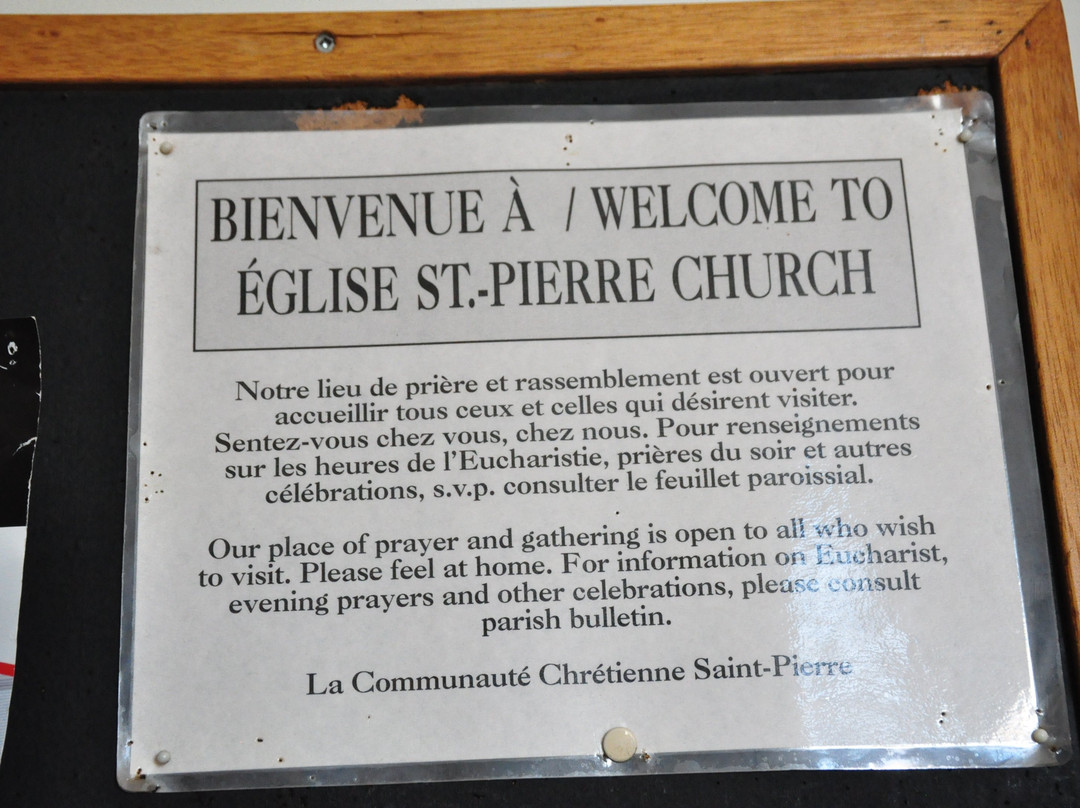 BIENVENUE À / WELCOME TO
ÉGLISE ST.-PIERRE CHURCH
Notre lieu de prière et rassemblement est ouvert pour
accueillir tous ceux et celles qui désirent visiter.
Sentez-vous chez vous, chez nous. Pour renseignements
sur les heures de l'Eucharistie, prières du soir et autres
célébrations, s.v.p. consulter le feuillet paroissial.
Our place of prayer and gathering is open to all who wish
to visit. Please feel at home. For information on Eucharist,
evening prayers and other celebrations, please consult
parish bulletin.
La Communauté Chrétienne Saint-Pierre